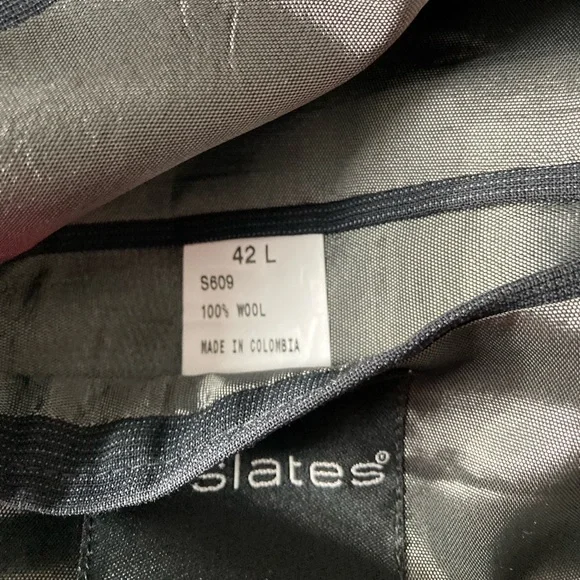 42 L
S609
100% WOOL
MADE IN COLOMBIA
slates®